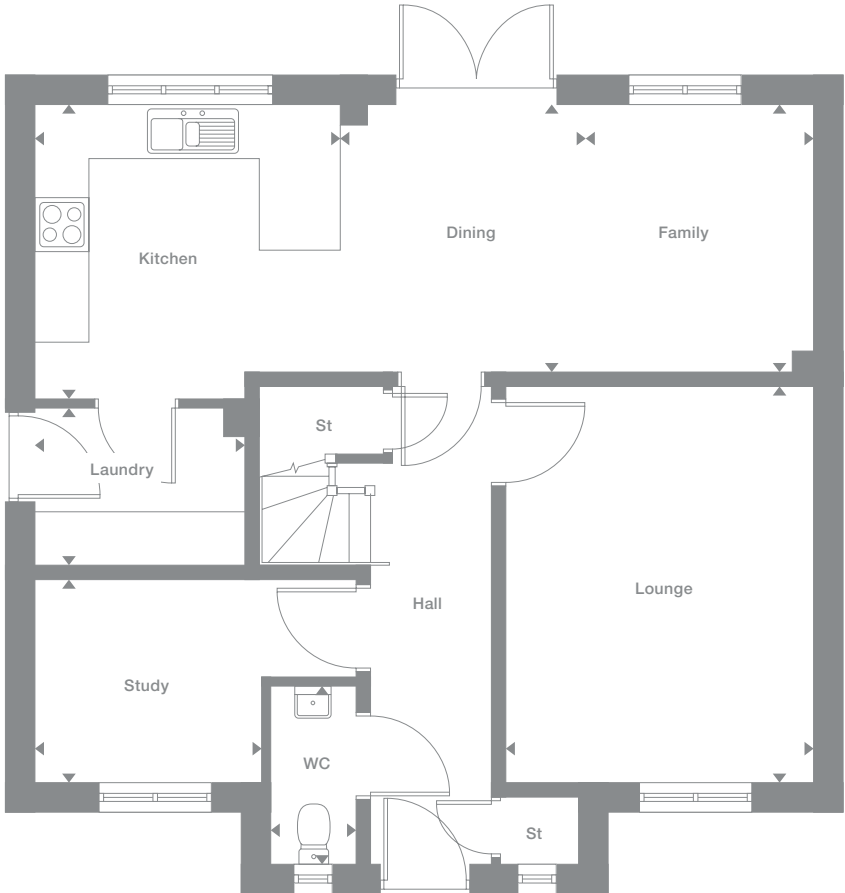 Kitchen
Dining
Family
St
Laundry
Lounge
Hall
Study
WC
St